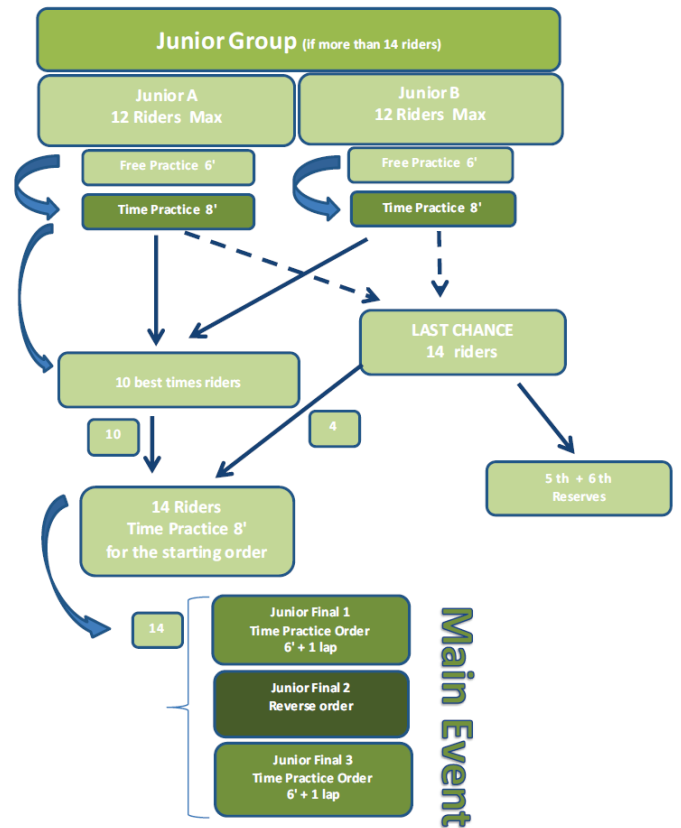 Junior Group (if more than 14 riders)
Junior A
12 Riders Max
Junior B
12 Riders Max
Free Practice 6'
Free Practice 6'
Time Practice 8'
Time Practice 8'
LAST CHANCE
14 riders
10 best times riders
10
4
5 th + 6 th
Reserves
14 Riders
Time Practice 8'
for the starting order
14
Junior Final 1
Time Practice Order
6' + 1 lap
Junior Final 2
Reverse order
Junior Final 3
Time Practice Order
6' + 1 lap
Main Event